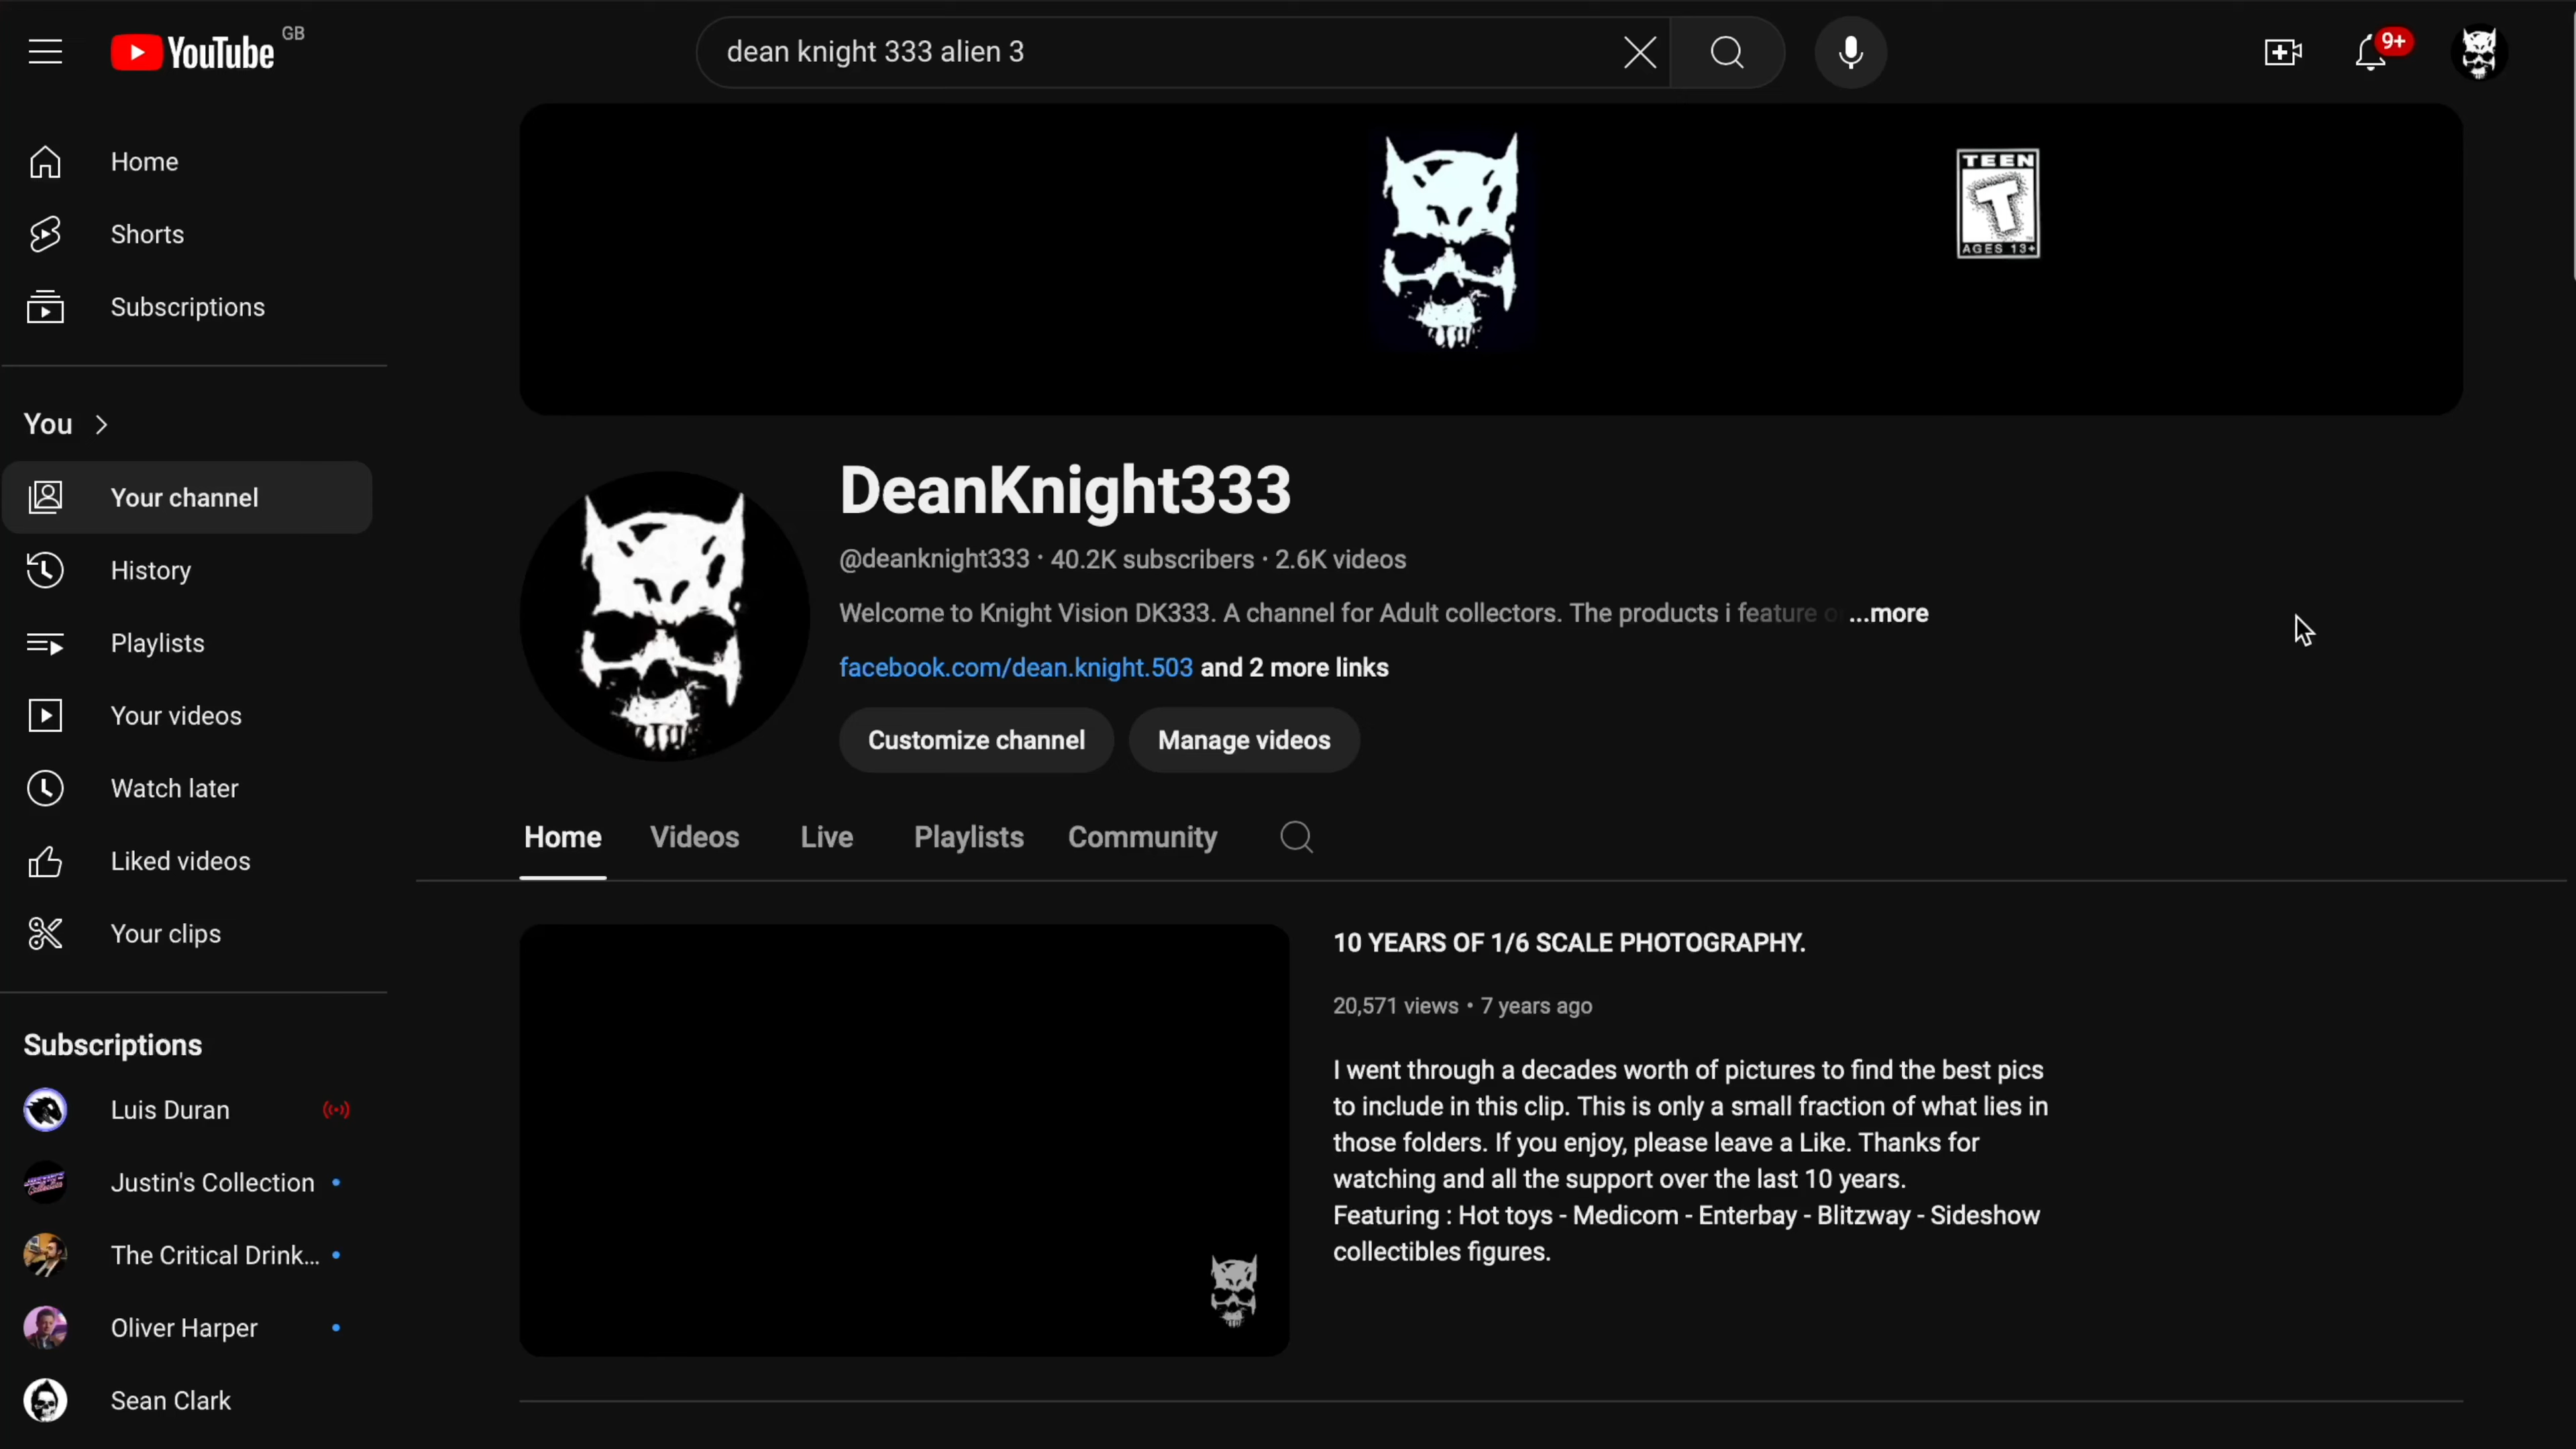 YouTube GB
dean knight 333 alien 3
9+
Home
Shorts
Subscriptions
You
Your channel
History
Playlists
Your videos
Watch later
Liked videos
Your clips
Subscriptions
Luis Duran
Justin's Collection
The Critical Drink...
Oliver Harper
Sean Clark
TEEN
T
AGES 13+
DeanKnight333
@deanknight333 · 40.2K subscribers · 2.6K videos
Welcome to Knight Vision DK333. A channel for Adult collectors. The products i feature o ...more
facebook.com/dean.knight.503 and 2 more links
Customize channel Manage videos
Home Videos Live Playlists Community
10 YEARS OF 1/6 SCALE PHOTOGRAPHY.
20,571 views • 7 years ago
I went through a decades worth of pictures to find the best pics
to include in this clip. This is only a small fraction of what lies in
those folders. If you enjoy, please leave a Like. Thanks for
watching and all the support over the last 10 years.
Featuring : Hot toys - Medicom - Enterbay - Blitzway - Sideshow
collectibles figures.